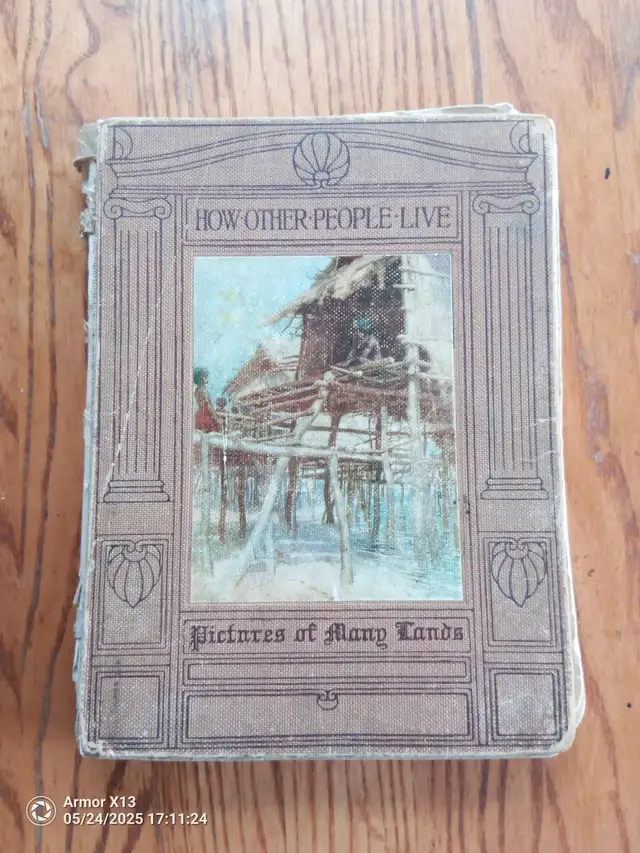 HOW·OTHER·PEOPLE·LIVE
Pictures of Many Lands
Armor X13
05/24/2025 17:11:24